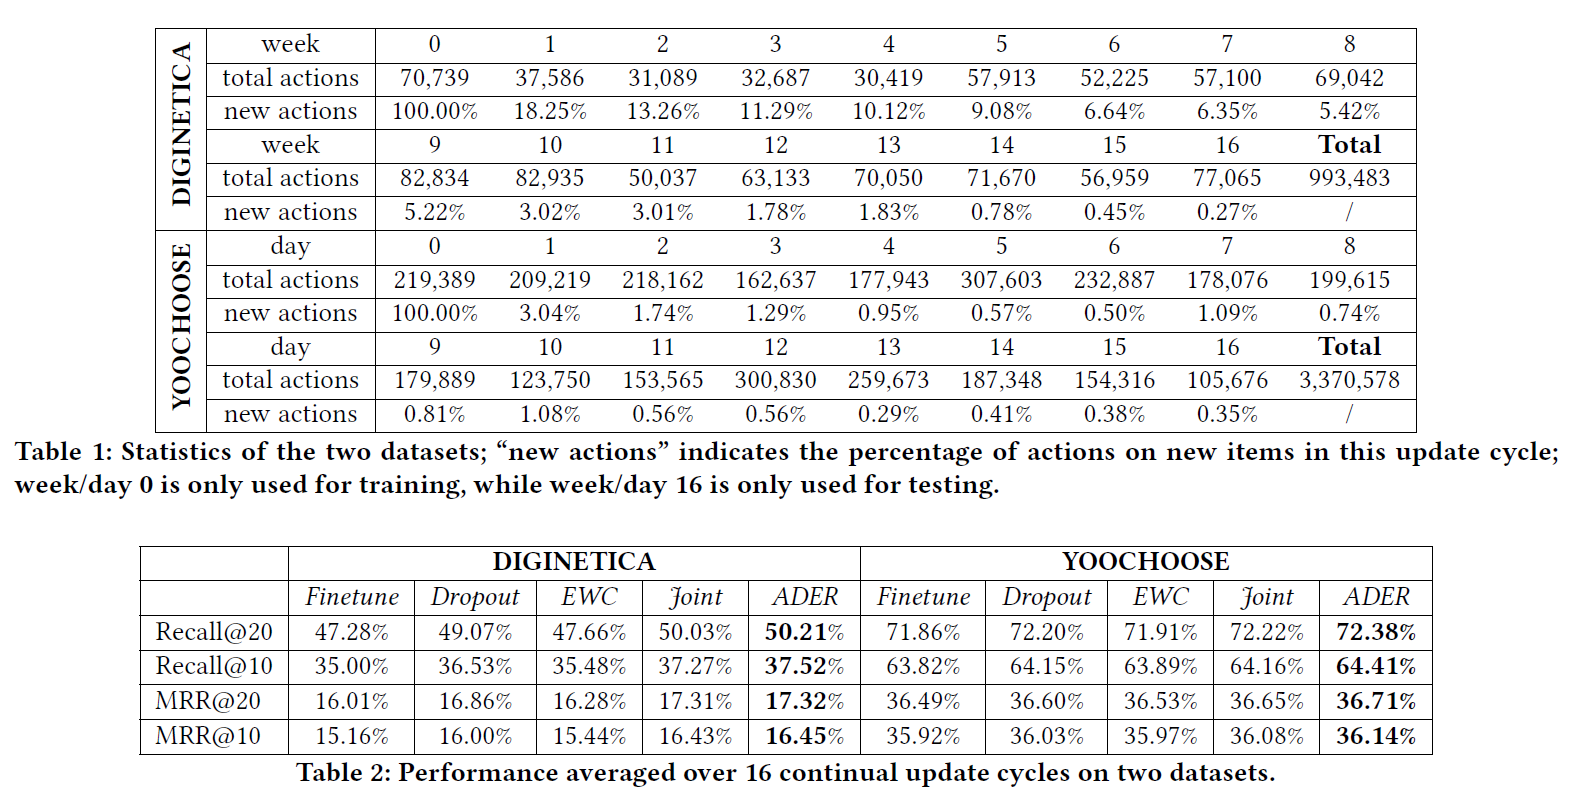 DIGINETICA
week 0 1 2 3 4 5 6 7 8
total actions 70,739 37,586 31,089 32,687 30,419 57,913 52,225 57,100 69,042
new actions 100.00% 18.25% 13.26% 11.29% 10.12% 9.08% 6.64% 6.35% 5.42%
week 9 10 11 12 13 14 15 16 Total
total actions 82,834 82,935 50,037 63,133 70,050 71,670 56,959 77,065 993,483
new actions 5.22% 3.02% 3.01% 1.78% 1.83% 0.78% 0.45% 0.27% /
YOOCHOOSE
day 0 1 2 3 4 5 6 7 8
total actions 219,389 209,219 218,162 162,637 177,943 307,603 232,887 178,076 199,615
new actions 100.00% 3.04% 1.74% 1.29% 0.95% 0.57% 0.50% 1.09% 0.74%
day 9 10 11 12 13 14 15 16 Total
total actions 179,889 123,750 153,565 300,830 259,673 187,348 154,316 105,676 3,370,578
new actions 0.81% 1.08% 0.56% 0.56% 0.29% 0.41% 0.38% 0.35% /
Table 1: Statistics of the two datasets; “new actions” indicates the percentage of actions on new items in this update cycle;
week/day 0 is only used for training, while week/day 16 is only used for testing.
DIGINETICA YOOCHOOSE
Finetune Dropout EWC Joint ADER Finetune Dropout EWC Joint ADER
Recall@20 47.28% 49.07% 47.66% 50.03% 50.21% 71.86% 72.20% 71.91% 72.22% 72.38%
Recall@10 35.00% 36.53% 35.48% 37.27% 37.52% 63.82% 64.15% 63.89% 64.16% 64.41%
MRR@20 16.01% 16.86% 16.28% 17.31% 17.32% 36.49% 36.60% 36.53% 36.65% 36.71%
MRR@10 15.16% 16.00% 15.44% 16.43% 16.45% 35.92% 36.03% 35.97% 36.08% 36.14%
Table 2: Performance averaged over 16 continual update cycles on two datasets.